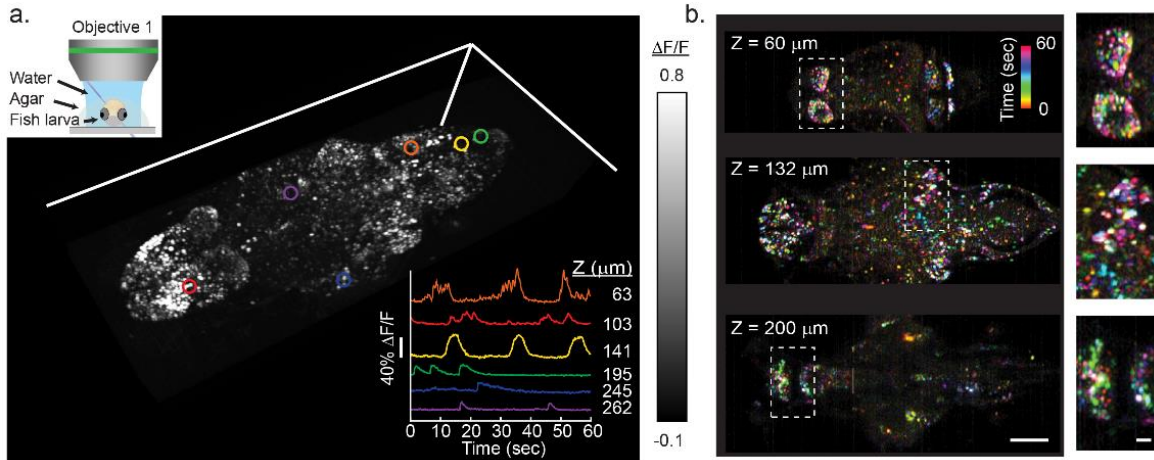 a.
Objective 1
Water
Agar
Fish larva
Z (μm)
63
103
141
195
245
262
40% ΔF/F
0 10 20 30 40 50 60
Time (sec)
ΔF/F
0.8
-0.1
b.
Z = 60 μm
Time (sec)
60
0
Z = 132 μm
Z = 200 μm